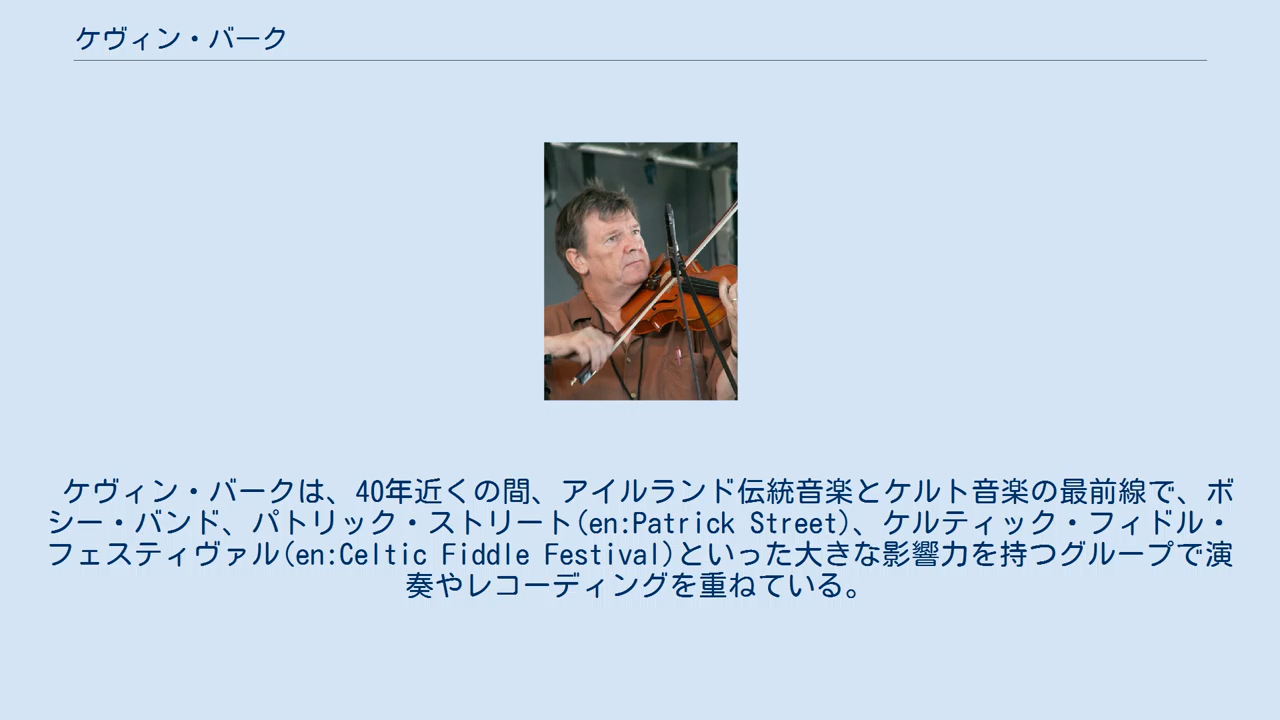 ケヴィン・バーク
ケヴィン・バークは、40年近くの間、アイルランド伝統音楽とケルト音楽の最前線で、ボ
シー・バンド、パトリック・ストリート(en:Patrick Street)、ケルティック・フィドル・
フェスティヴァル(en:Celtic Fiddle Festival)といった大きな影響力を持つグループで演
奏やレコーディングを重ねている。